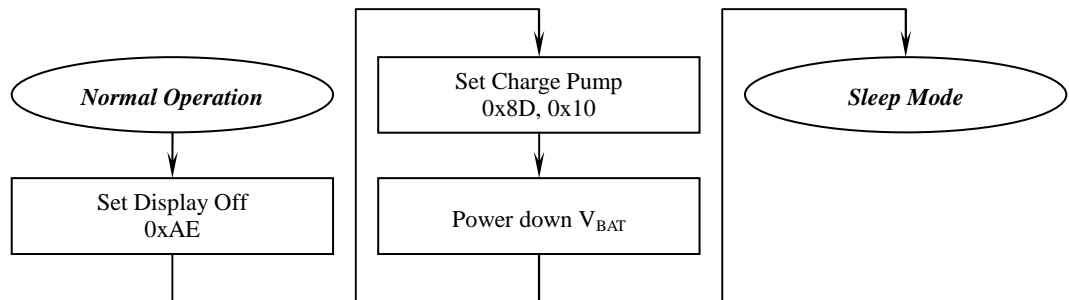 Normal Operation
Set Display Off
0xAE
Set Charge Pump
0x8D, 0x10
Power down VBAT
Sleep Mode